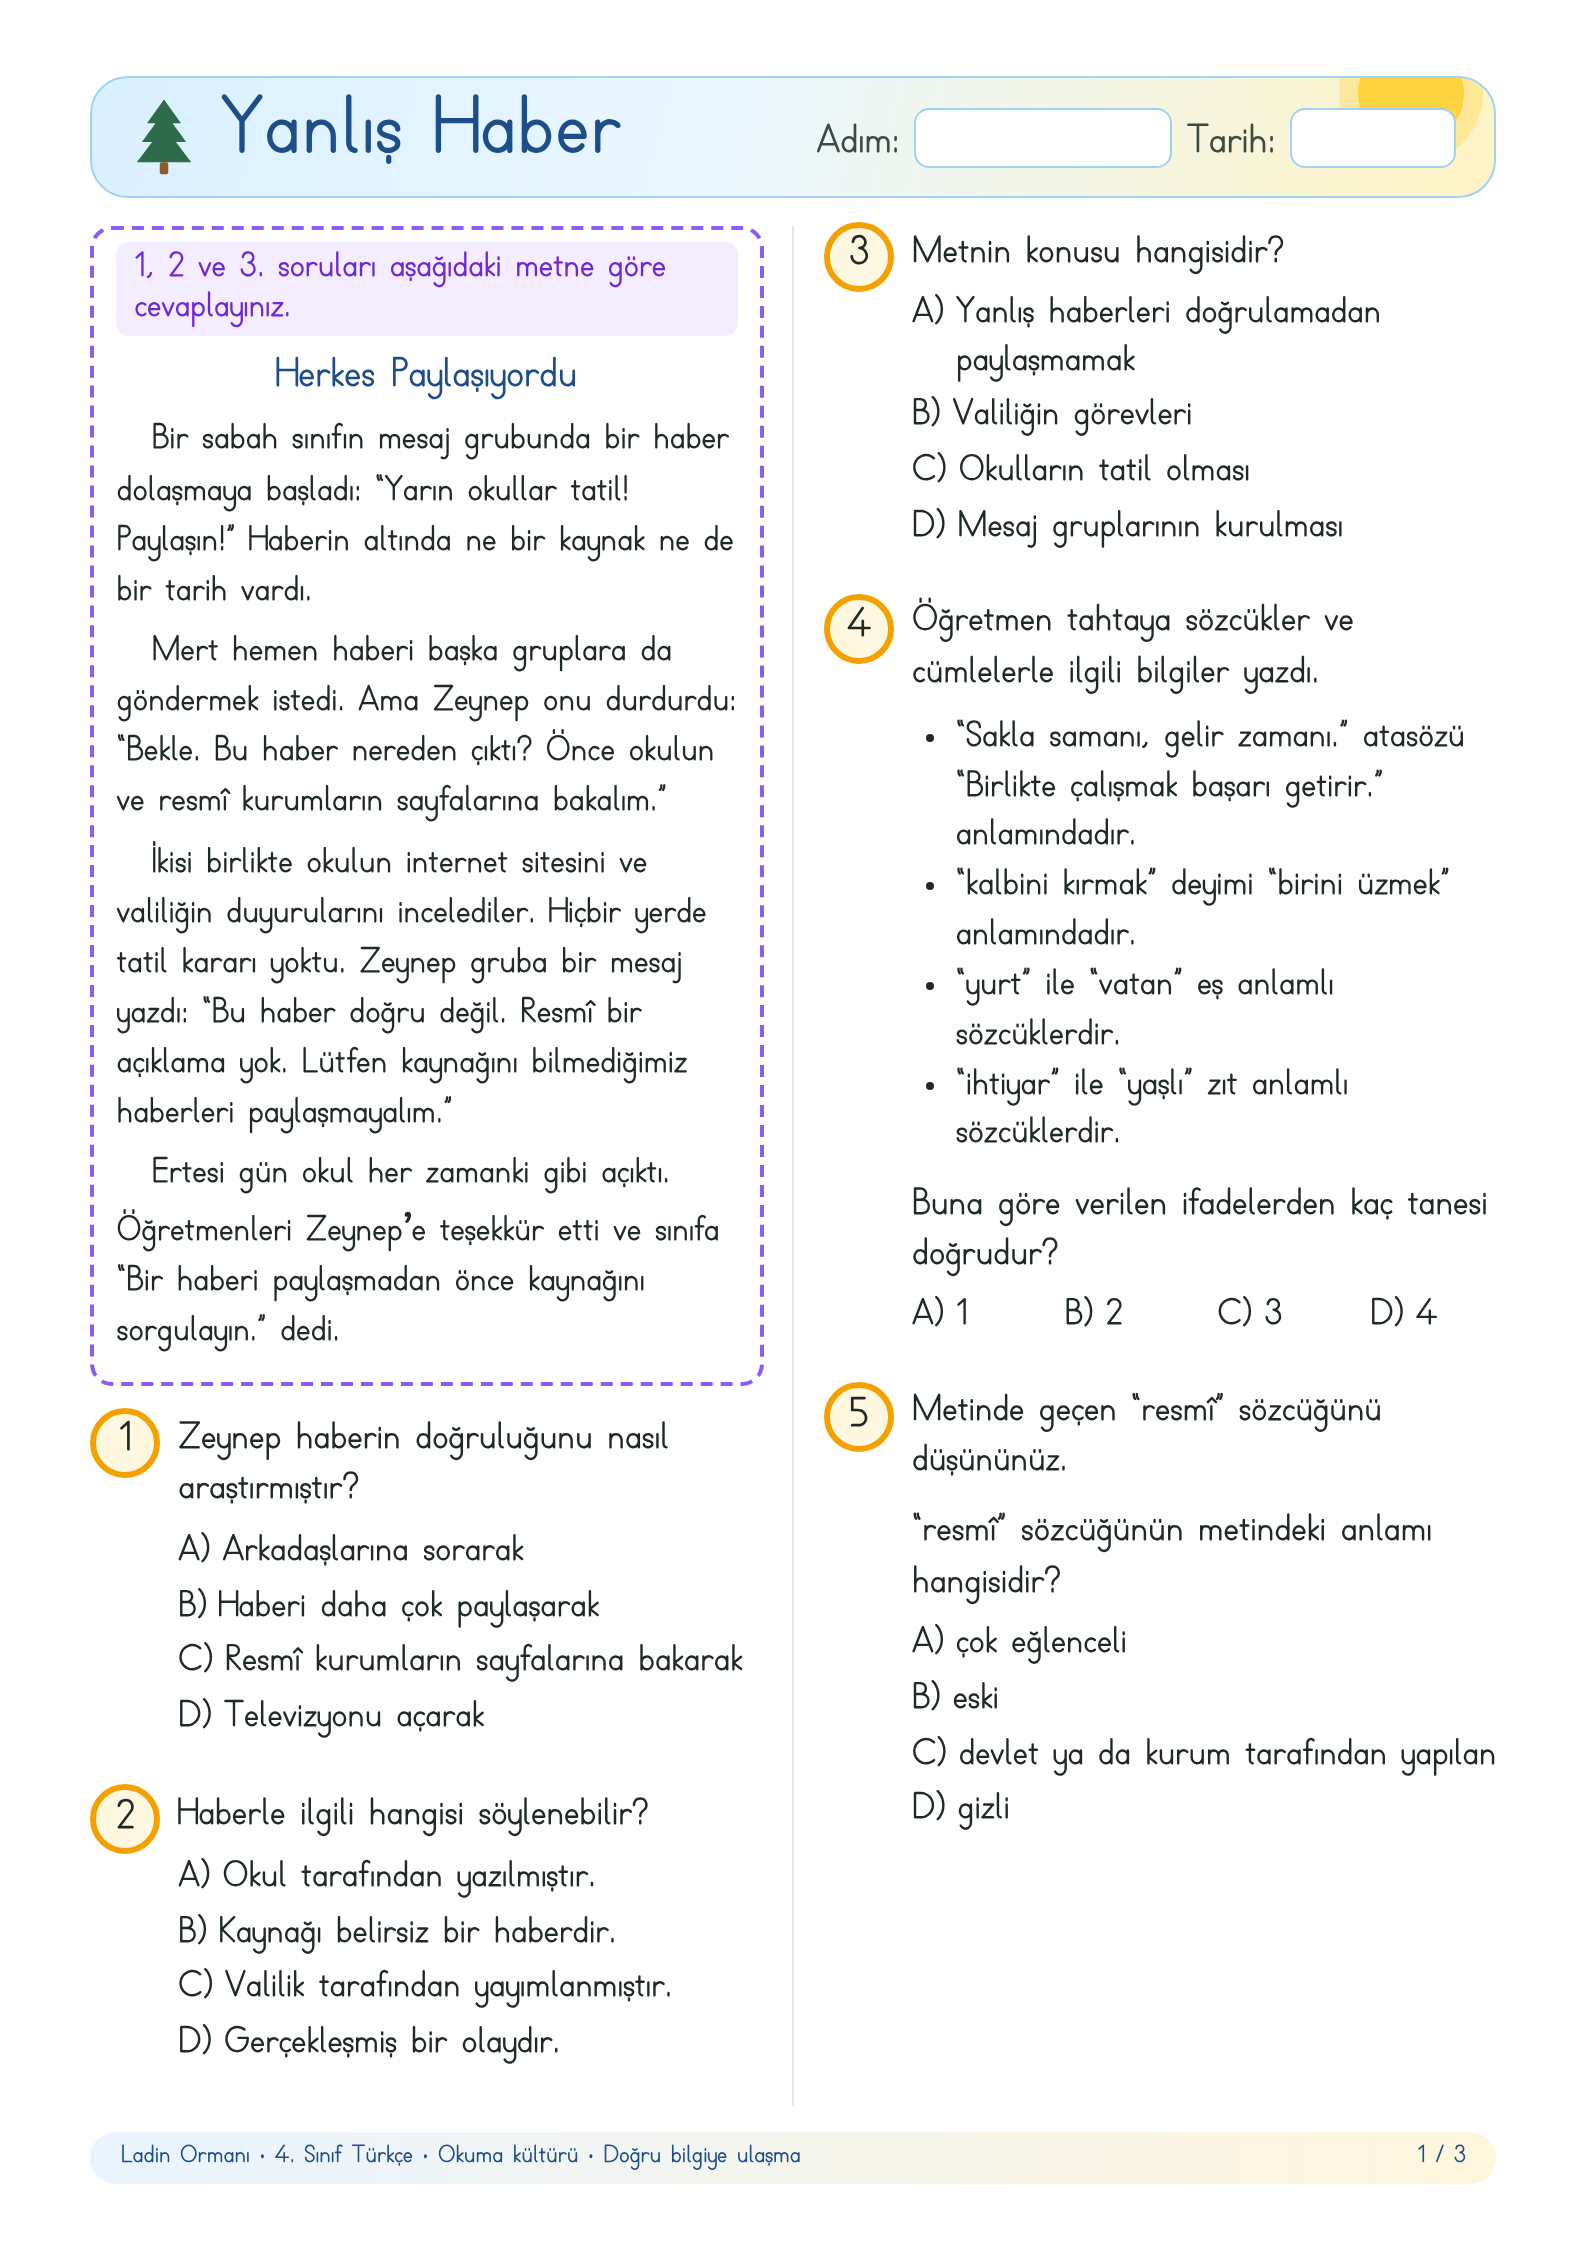 Yanlış Haber
Adım:
Tarih:
1, 2 ve 3. soruları aşağıdaki metne göre
cevaplayınız.
Herkes Paylaşıyordu
Bir sabah sınıfın mesaj grubunda bir haber
dolaşmaya başladı: “Yarın okullar tatil!
Paylaşın!” Haberin altında ne bir kaynak ne de
bir tarih vardı.
Mert hemen haberi başka gruplara da
göndermek istedi. Ama Zeynep onu durdurdu:
“Bekle. Bu haber nereden çıktı? Önce okulun
ve resmî kurumların sayfalarına bakalım.”
İkisi birlikte okulun internet sitesini ve
valiliğin duyurularını incelediler. Hiçbir yerde
tatil kararı yoktu. Zeynep gruba bir mesaj
yazdı: “Bu haber doğru değil. Resmî bir
açıklama yok. Lütfen kaynağını bilmediğimiz
haberleri paylaşmayalım.”
Ertesi gün okul her zamanki gibi açıktı.
Öğretmenleri Zeynep’e teşekkür etti ve sınıfa
“Bir haberi paylaşmadan önce kaynağını
sorgulayın.” dedi.
1
Zeynep haberin doğruluğunu nasıl
araştırmıştır?
A) Arkadaşlarına sorarak
B) Haberi daha çok paylaşarak
C) Resmî kurumların sayfalarına bakarak
D) Televizyonu açarak
2
Haberle ilgili hangisi söylenebilir?
A) Okul tarafından yazılmıştır.
B) Kaynağı belirsiz bir haberdir.
C) Valilik tarafından yayımlanmıştır.
D) Gerçekleşmiş bir olaydır.
3
Metnin konusu hangisidir?
A) Yanlış haberleri doğrulamadan
paylaşmamak
B) Valiliğin görevleri
C) Okulların tatil olması
D) Mesaj gruplarının kurulması
4
Öğretmen tahtaya sözcükler ve
cümlelerle ilgili bilgiler yazdı.
• “Sakla samanı, gelir zamanı.” atasözü
“Birlikte çalışmak başarı getirir.”
anlamındadır.
• “kalbini kırmak” deyimi “birini üzmek”
anlamındadır.
• “yurt” ile “vatan” eş anlamlı
sözcüklerdir.
• “ihtiyar” ile “yaşlı” zıt anlamlı
sözcüklerdir.
Buna göre verilen ifadelerden kaç tanesi
doğrudur?
A) 1 B) 2 C) 3 D) 4
5
Metinde geçen “resmî” sözcüğünü
düşününüz.
“resmî” sözcüğünün metindeki anlamı
hangisidir?
A) çok eğlenceli
B) eski
C) devlet ya da kurum tarafından yapılan
D) gizli
Ladin Ormanı • 4. Sınıf Türkçe • Okuma kültürü • Doğru bilgiye ulaşma
1 / 3